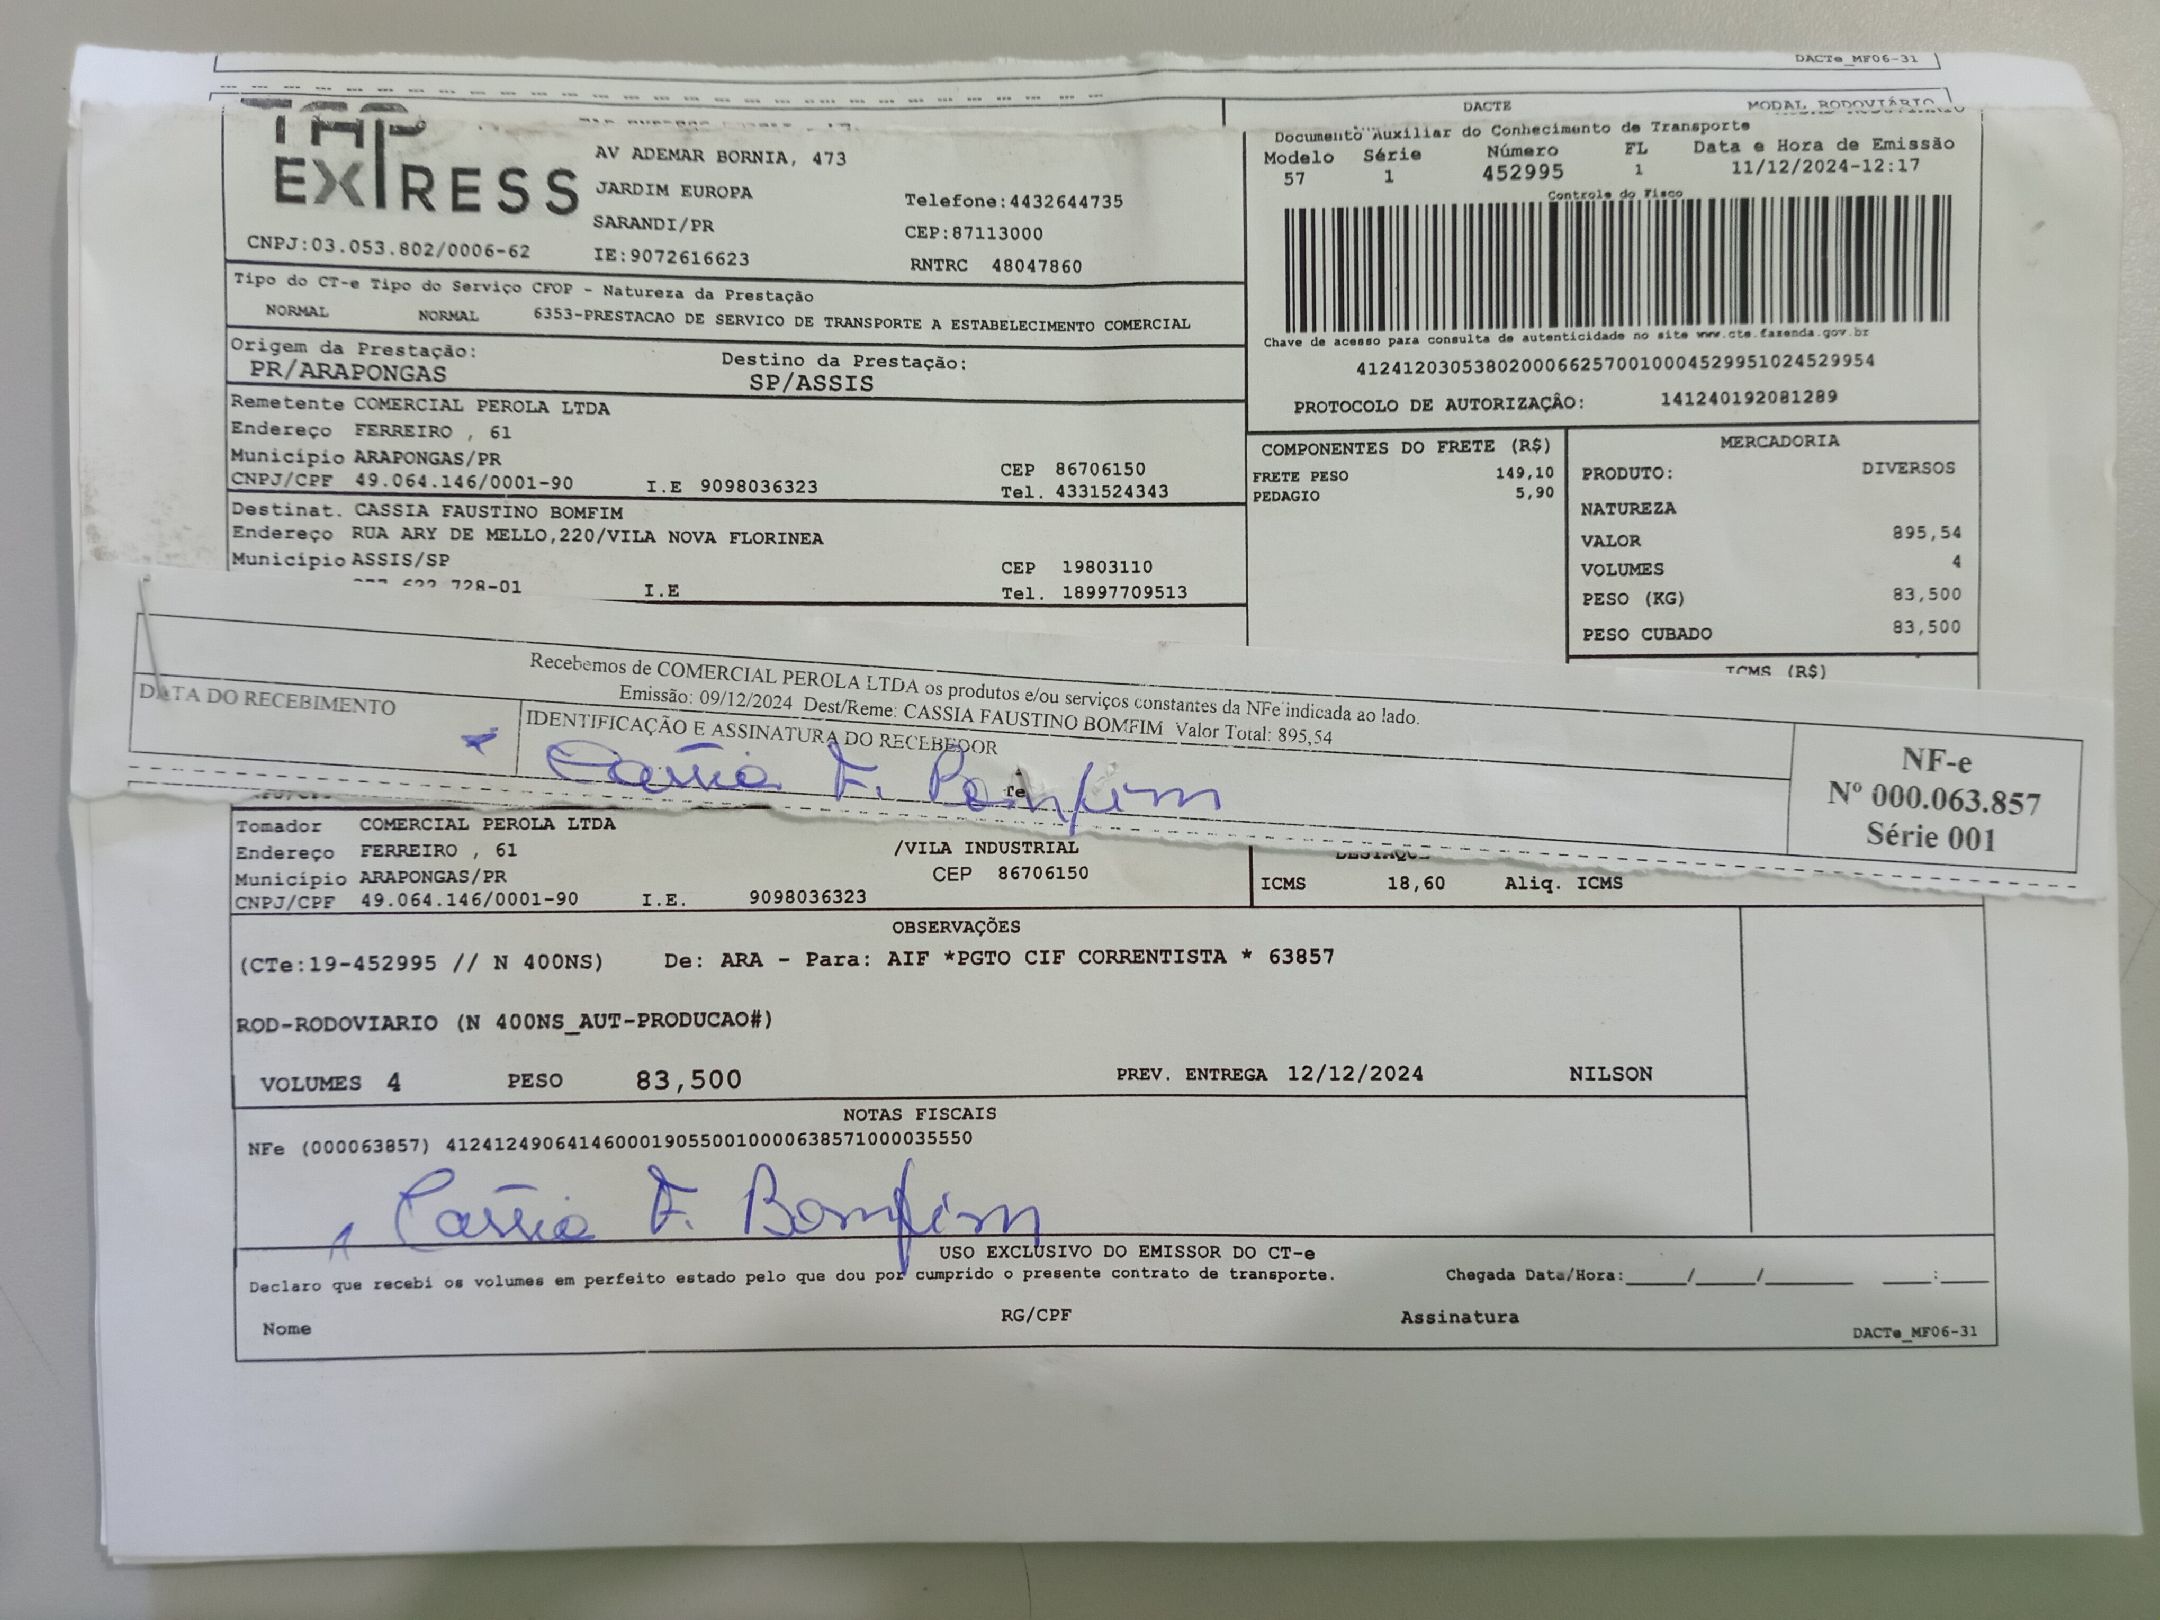 DACTe_MF06-31
DACTE
MODAL RODOVIÁRIO
EXPRESS
AV ADEMAR BORNIA, 473
JARDIM EUROPA
Telefone:4432644735
SARANDI/PR
CEP:87113000
CNPJ:03.053.802/0006-62
IE:9072616623
RNTRC 48047860
Documento Auxiliar do Conhecimento de Transporte
Modelo Série Número FL Data e Hora de Emissão
57 1 452995 1 11/12/2024-12:17
Controle do Fisco
Chave de acesso para consulta de autenticidade no site www.cte.fazenda.gov.br
41241203053802000662570010004529951024529954
PROTOCOLO DE AUTORIZAÇÂO: 141240192081289
Tipo do CT-e Tipo do Serviço CFOP - Natureza da Prestação
NORMAL NORMAL 6353-PRESTACAO DE SERVICO DE TRANSPORTE A ESTABELECIMENTO COMERCIAL
Origem da Prestação: Destino da Prestação:
PR/ARAPONGAS SP/ASSIS
Remetente COMERCIAL PEROLA LTDA
Endereço FERREIRO , 61
Município ARAPONGAS/PR CEP 86706150
CNPJ/CPF 49.064.146/0001-90 I.E 9098036323 Tel. 4331524343
Destinat. CASSIA FAUSTINO BOMFIM
Endereço RUA ARY DE MELLO,220/VILA NOVA FLORINEA
Município ASSIS/SP CEP 19803110
728-01 I.E Tel. 18997709513
COMPONENTES DO FRETE (R$)
FRETE PESO 149,10
PEDAGIO 5,90
MERCADORIA
PRODUTO: DIVERSOS
NATUREZA
VALOR 895,54
VOLUMES 4
PESO (KG) 83,500
PESO CUBADO 83,500
ICMS (R$)
Recebemos de COMERCIAL PEROLA LTDA os produtos e/ou serviços constantes da NFe indicada ao lado.
Emissão: 09/12/2024 Dest/Reme: CASSIA FAUSTINO BOMFIM Valor Total: 895,54
DATA DO RECEBIMENTO
IDENTIFICAÇÃO E ASSINATURA DO RECEBEDOR
Cassia F. Bomfim
NF-e
Nº 000.063.857
Série 001
Tomador COMERCIAL PEROLA LTDA
Endereço FERREIRO , 61 /VILA INDUSTRIAL
Município ARAPONGAS/PR CEP 86706150
CNPJ/CPF 49.064.146/0001-90 I.E. 9098036323
DESTAQUE
ICMS 18,60 Aliq. ICMS
OBSERVAÇÕES
(CTe:19-452995 // N 400NS) De: ARA - Para: AIF *PGTO CIF CORRENTISTA * 63857
ROD-RODOVIARIO (N 400NS_AUT-PRODUCAO#)
VOLUMES 4 PESO 83,500 PREV. ENTREGA 12/12/2024 NILSON
NOTAS FISCAIS
NFe (000063857) 41241249064146000190550010000638571000035550
Cassia F. Bomfim
USO EXCLUSIVO DO EMISSOR DO CT-e
Declaro que recebi os volumes em perfeito estado pelo que dou por cumprido o presente contrato de transporte. Chegada Data/Hora:____/____/________ ____:____
Nome RG/CPF Assinatura
DACTe_MF06-31